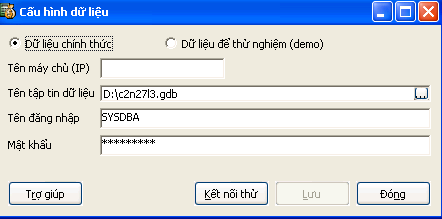 Cấu hình dữ liệu
Dữ liệu chính thức Dữ liệu để thử nghiệm (demo)
Tên máy chủ (IP)
Tên tập tin dữ liệu D:\c2n27l3.gdb ...
Tên đăng nhập SYSDBA
Mật khẩu *********
Trợ giúp Kết nối thử Lưu Đóng